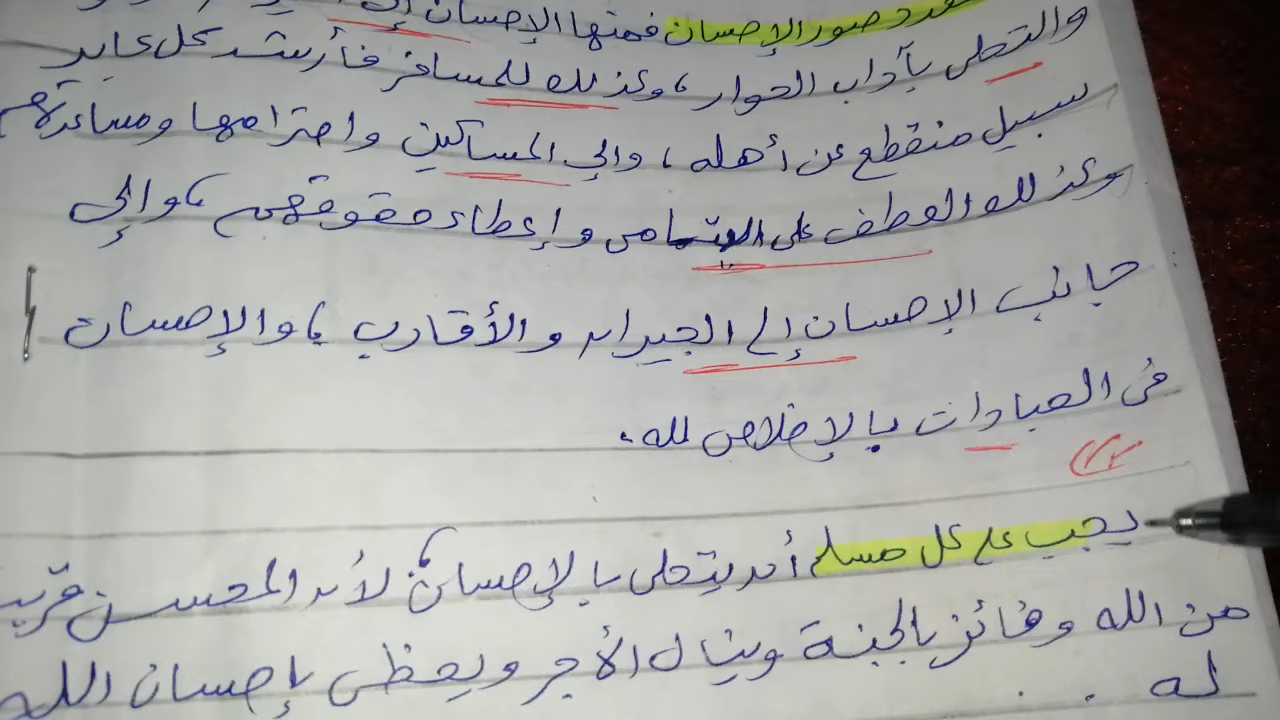 صور الإحسان فمنها الإحسان إلى
والتحلي بآداب الحوار، وكذلك للمسافر فأرشد كل عابر
سبيل منقطع عن أهله، والى المساكين واحترامها ومساعدتهم
وكذلك العطف على اليتامى وإعطاء حقوقهم، وإلى
جانب الإحسان إلى الجيران والأقارب، والإحسان
في العبادات بالإخلاص لله.
يجب على كل مسلم أن يتحلى بالإحسان، لأن المحسن قريب
من الله وفائز بالجنة وينال الأجر ويحظى بإحسان الله
له.